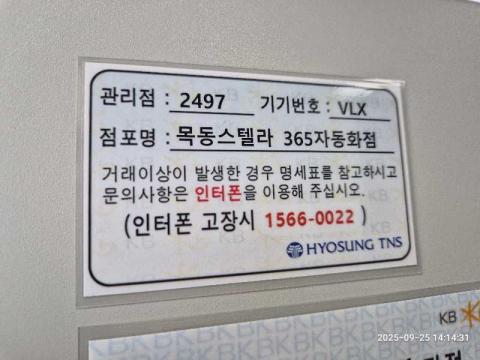 관리점 : 2497 기기번호 : VLX
점포명 : 목동스텔라 365자동화점
거래이상이 발생한 경우 명세표를 참고하시고
문의사항은 인터폰을 이용해 주십시오.
(인터폰 고장시 1566-0022 )
HYOSUNG TNS
KB
2025-09-25 14:14:31